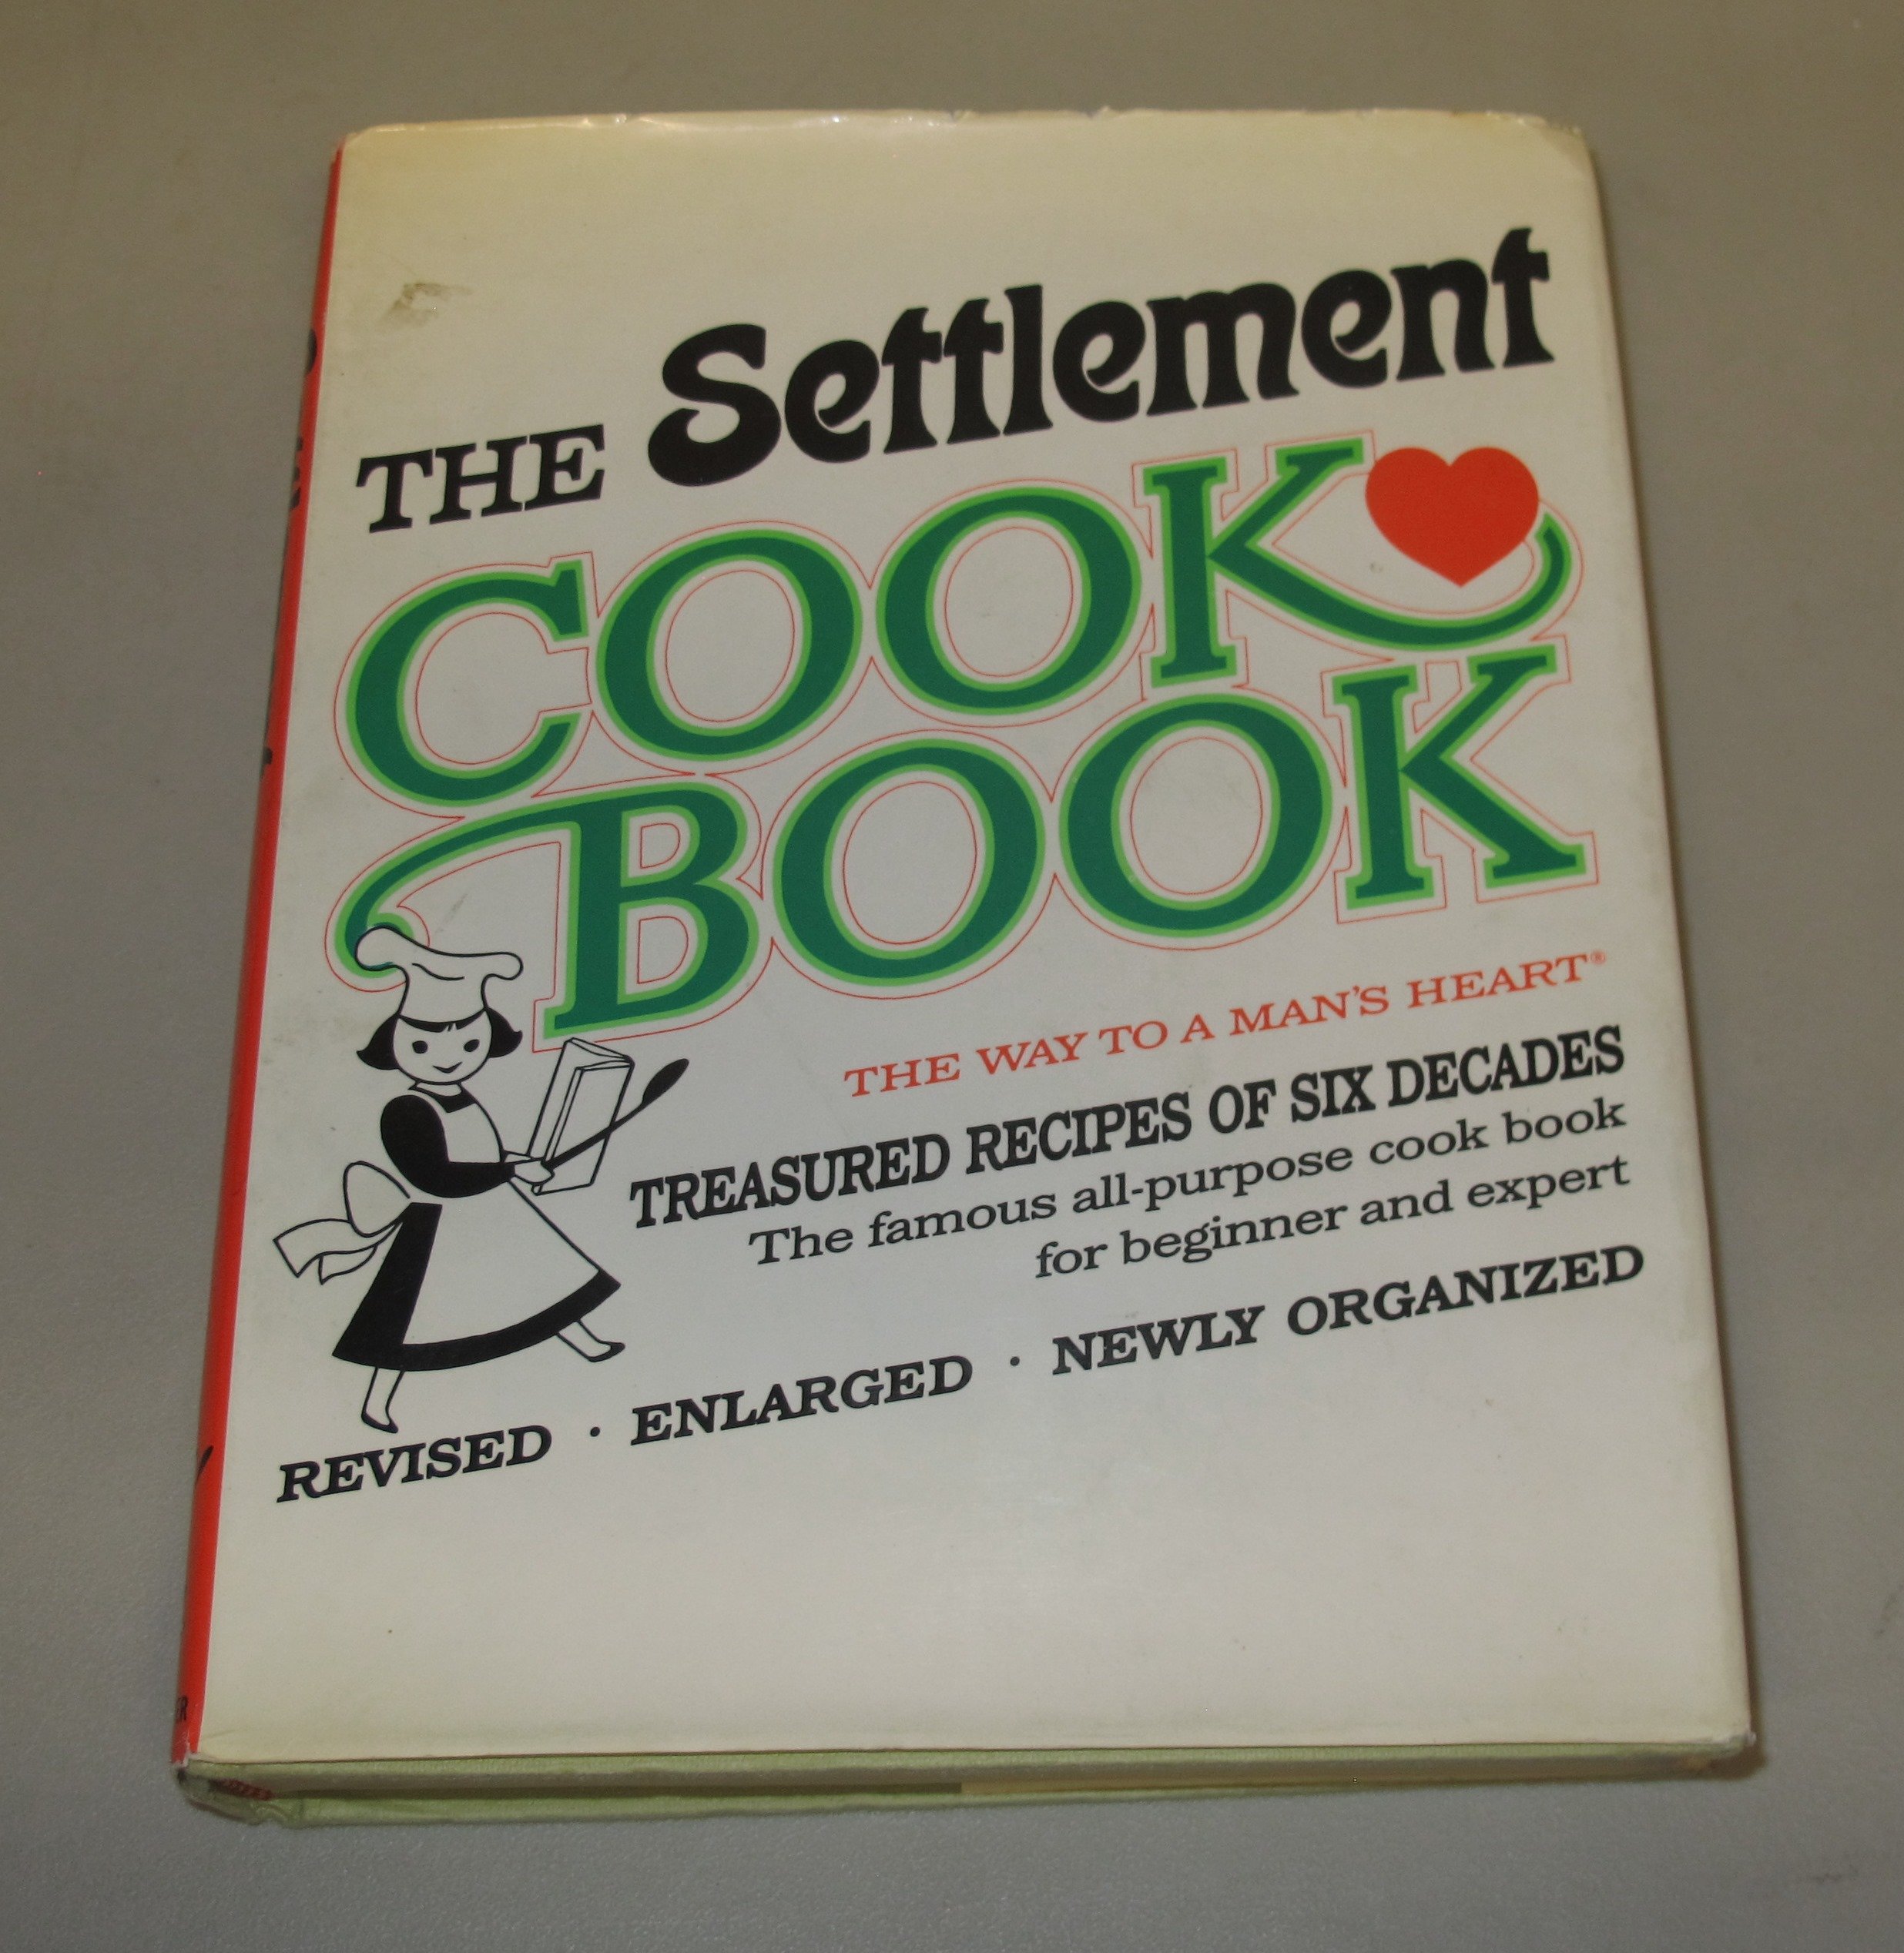 THE Settlement
COOK
BOOK
THE WAY TO A MAN'S HEART®
TREASURED RECIPES OF SIX DECADES
The famous all-purpose cook book
for beginner and expert
REVISED · ENLARGED · NEWLY ORGANIZED